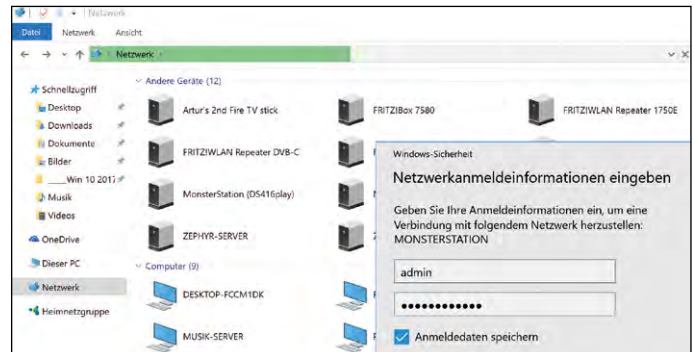 Netzwerk
Datei Netzwerk Ansicht
Netzwerk
Schnellzugriff
Desktop
Downloads
Dokumente
Bilder
____Win 10 2017
Musik
Videos
OneDrive
Dieser PC
Netzwerk
Heimnetzgruppe
Andere Geräte (12)
Artur's 2nd Fire TV stick
FRITZ!Box 7580
FRITZ!WLAN Repeater 1750E
FRITZ!WLAN Repeater DVB-C
MonsterStation (DS416play)
ZEPHYR-SERVER
Computer (9)
DESKTOP-FCCM1DK
MUSIK-SERVER
Windows-Sicherheit
Netzwerkanmeldeinformationen eingeben
Geben Sie Ihre Anmeldeinformationen ein, um eine
Verbindung mit folgendem Netzwerk herzustellen:
MONSTERSTATION
admin
●●●●●●●●●●●●
Anmeldedaten speichern